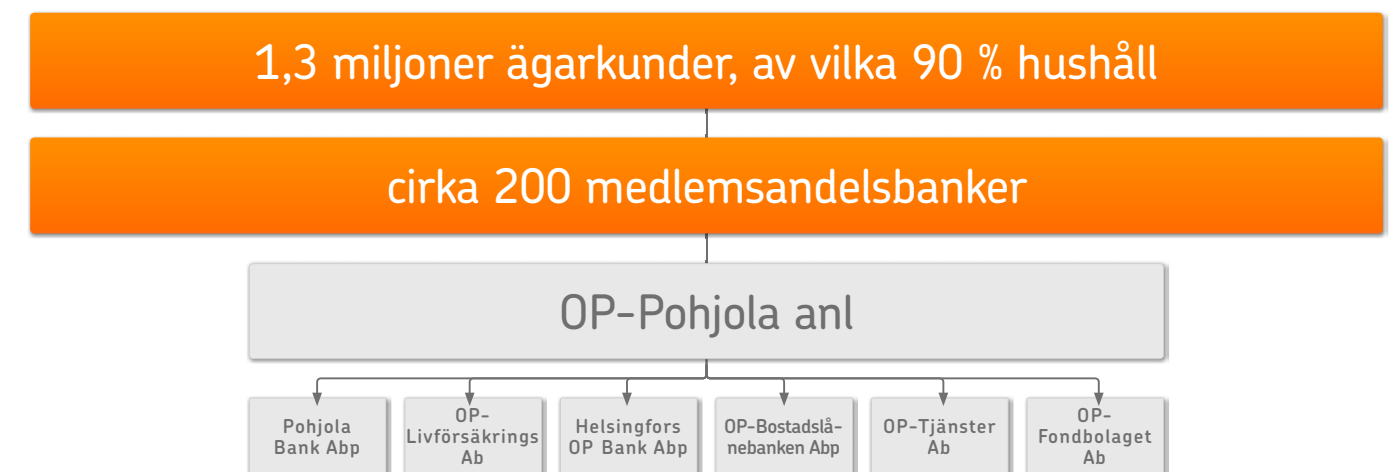 1,3 miljoner ägarkunder, av vilka 90 % hushåll
cirka 200 medlemsandelsbanker
OP-Pohjola anl
Pohjola
Bank Abp
OP-
Livförsäkrings
Ab
Helsingfors
OP Bank Abp
OP-Bostadslå-
nebanken Abp
OP-Tjänster
Ab
OP-
Fondbolaget
Ab